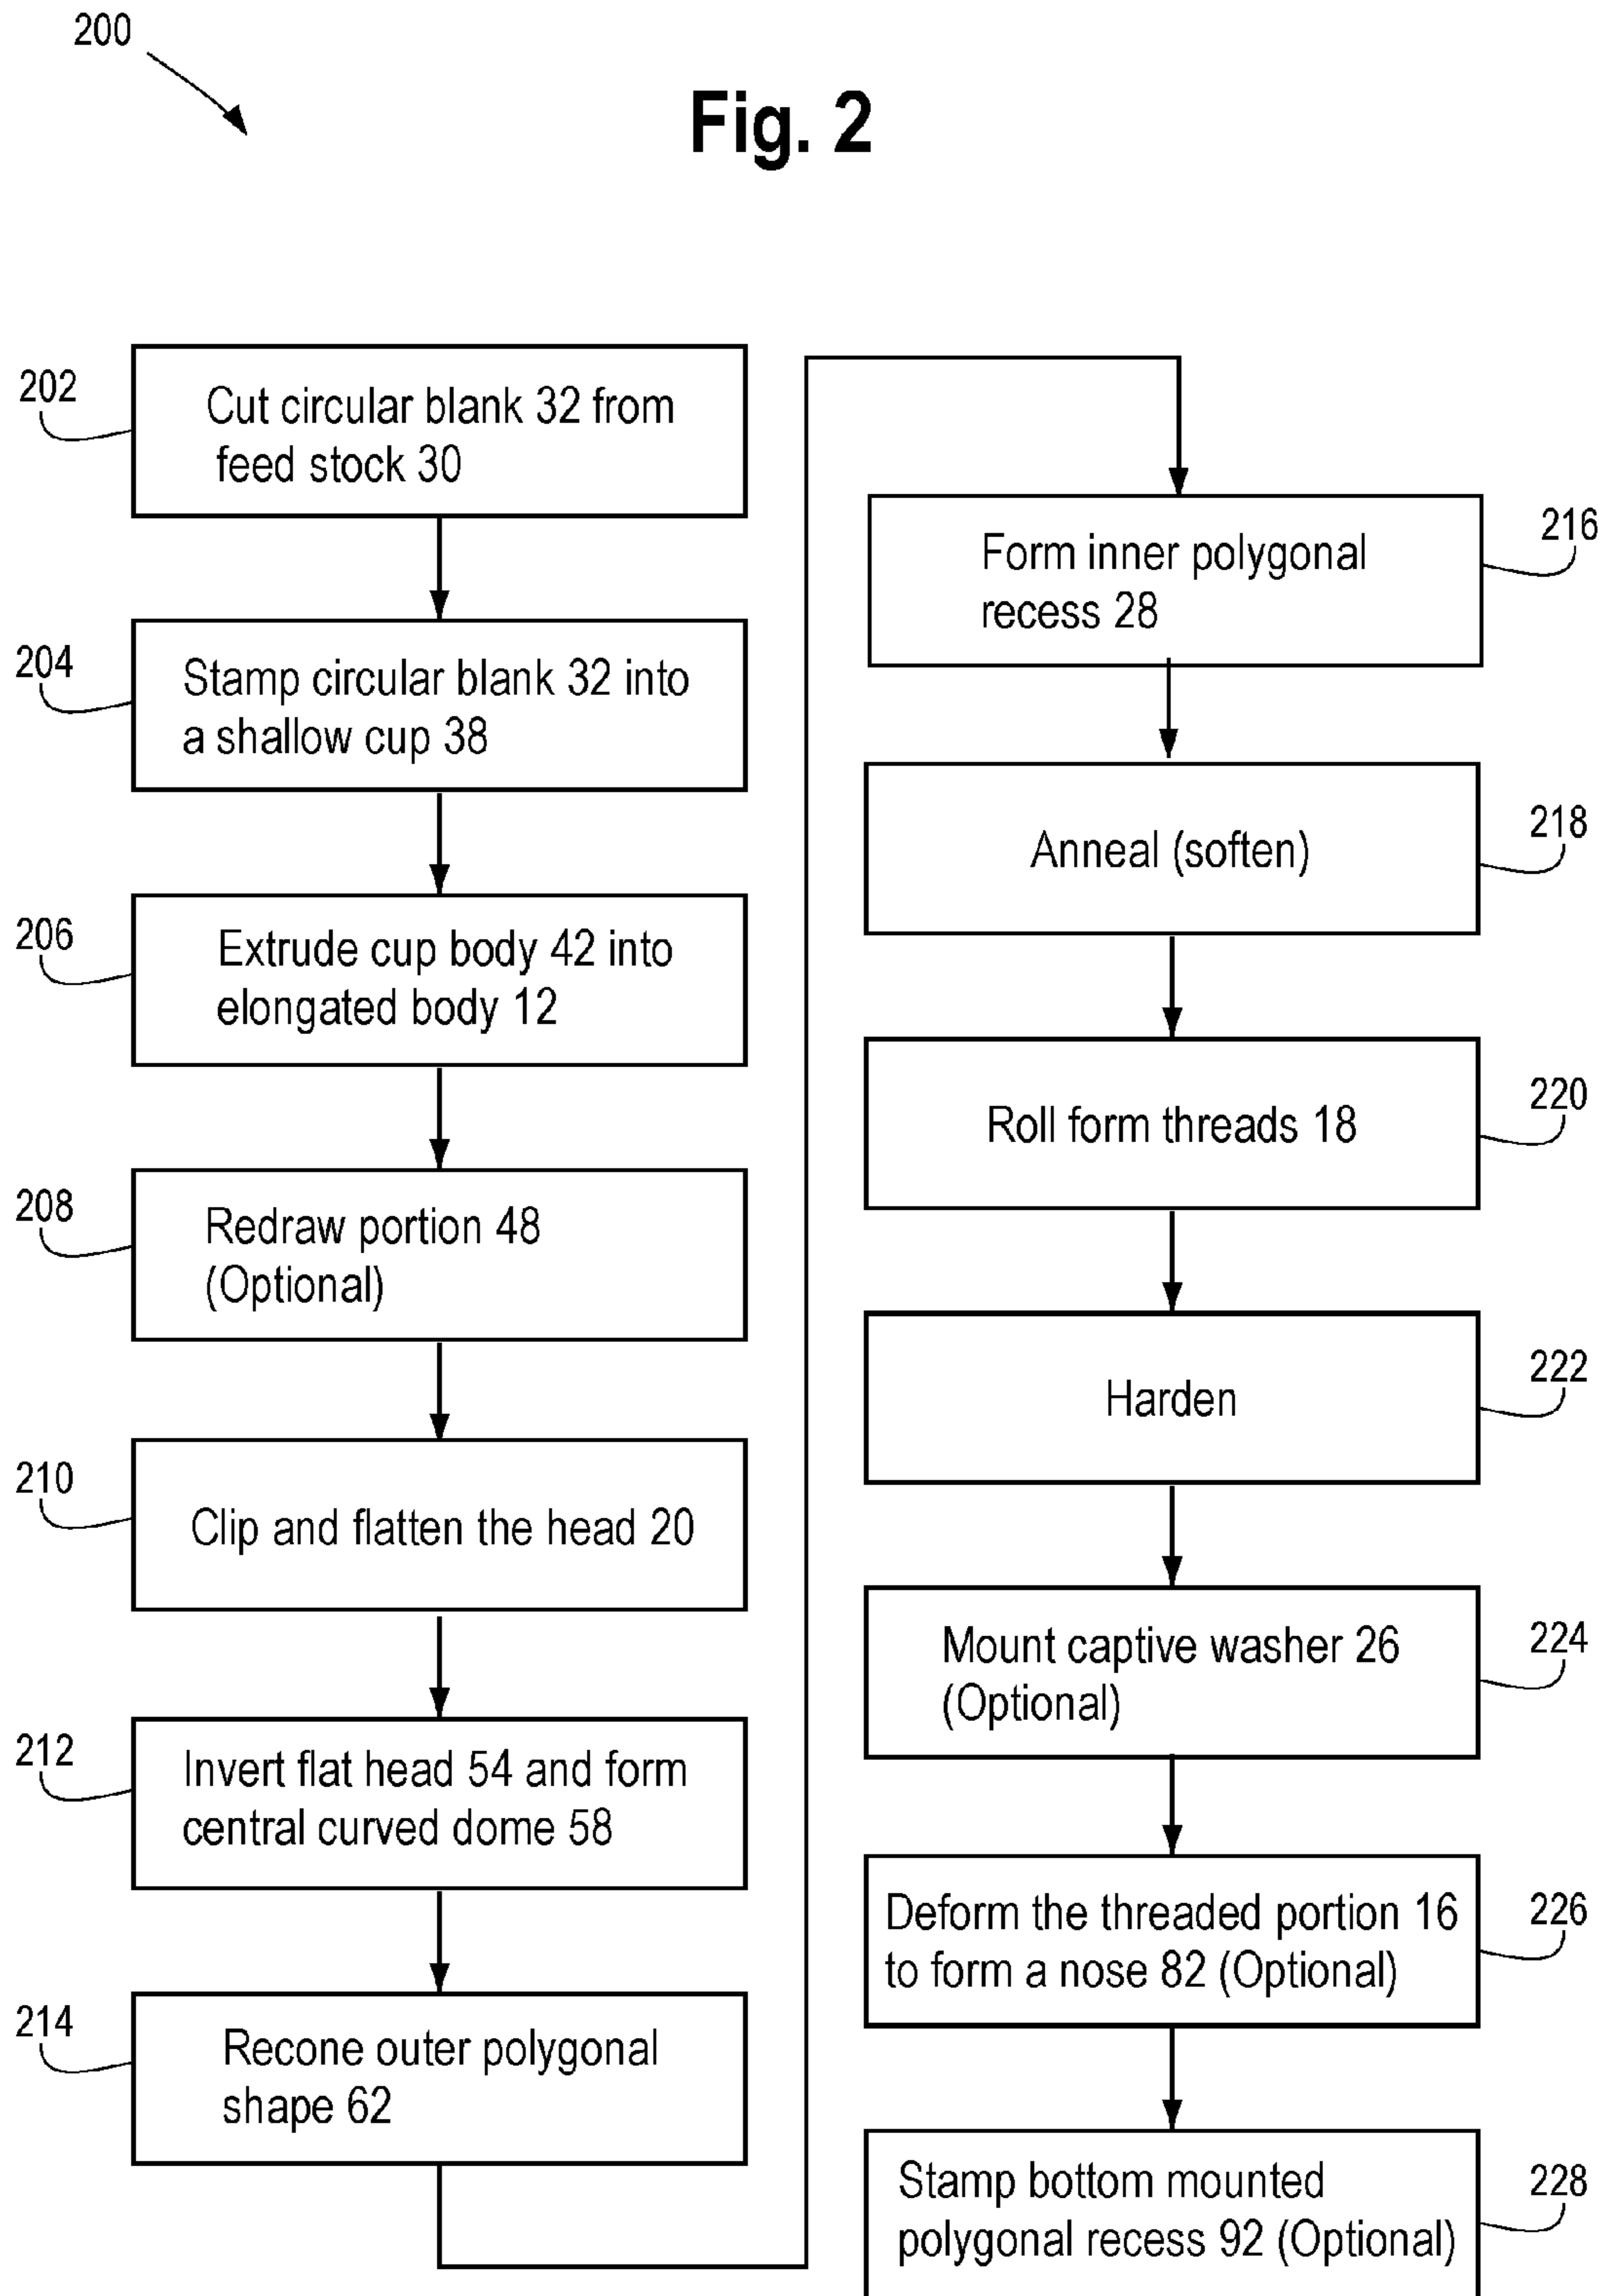 200
Fig. 2
202
Cut circular blank 32 from
feed stock 30
204
Stamp circular blank 32 into
a shallow cup 38
206
Extrude cup body 42 into
elongated body 12
208
Redraw portion 48
(Optional)
210
Clip and flatten the head 20
212
Invert flat head 54 and form
central curved dome 58
214
Recone outer polygonal
shape 62
216
Form inner polygonal
recess 28
218
Anneal (soften)
220
Roll form threads 18
222
Harden
224
Mount captive washer 26
(Optional)
226
Deform the threaded portion 16
to form a nose 82 (Optional)
228
Stamp bottom mounted
polygonal recess 92 (Optional)